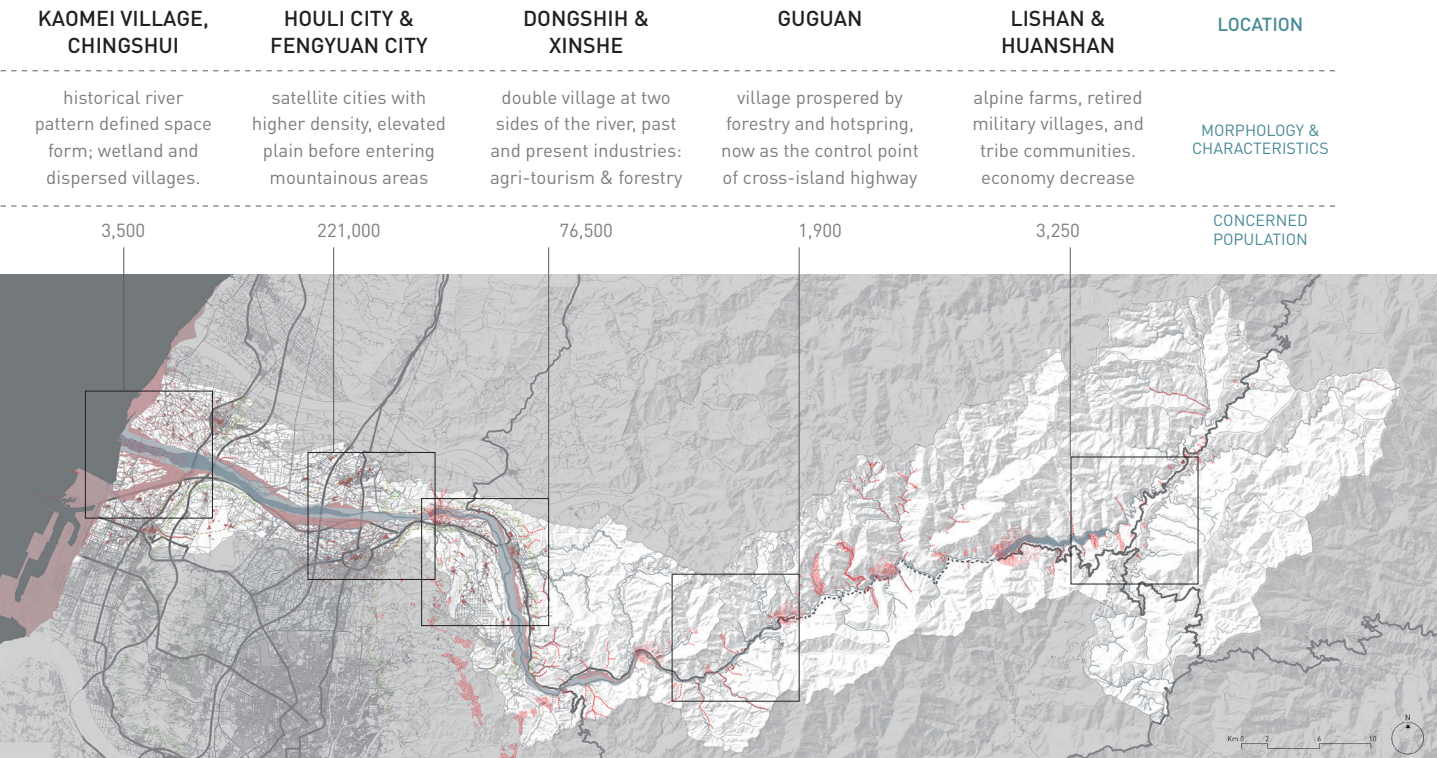 KAOMEI VILLAGE,
CHINGSHUI
HOULI CITY &
FENGYUAN CITY
DONGSHIH &
XINSHE
GUGUAN
LISHAN &
HUANSHAN
LOCATION
historical river
pattern defined space
form; wetland and
dispersed villages.
satellite cities with
higher density, elevated
plain before entering
mountainous areas
double village at two
sides of the river, past
and present industries:
agri-tourism & forestry
village prospered by
forestry and hotspring,
now as the control point
of cross-island highway
alpine farms, retired
military villages, and
tribe communities.
economy decrease
MORPHOLOGY &
CHARACTERISTICS
3,500
221,000
76,500
1,900
3,250
CONCERNED
POPULATION
Km 0 2 6 10
N